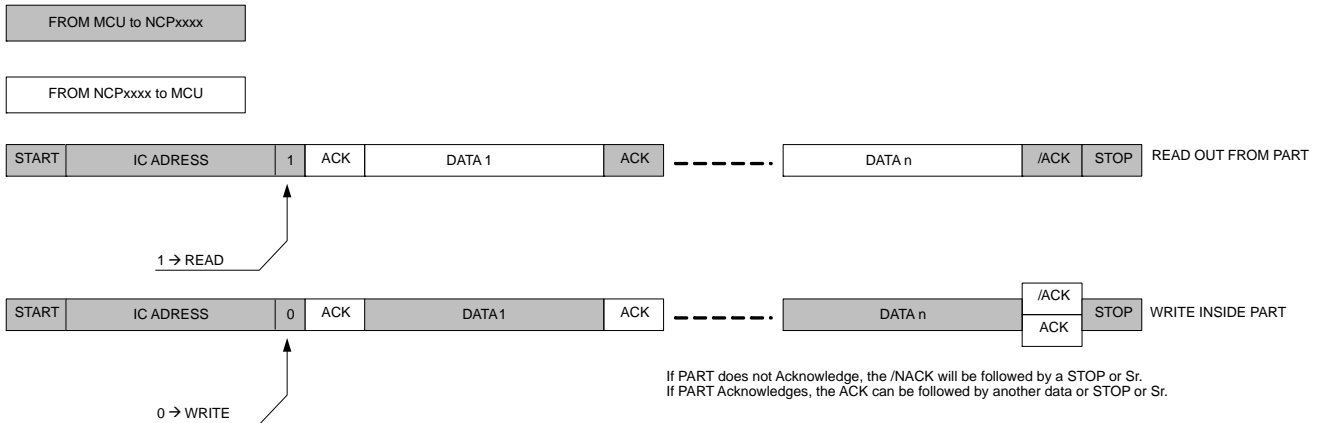 FROM MCU to NCPxxxx
FROM NCPxxxx to MCU
START IC ADRESS 1 ACK DATA 1 ACK DATA n /ACK STOP READ OUT FROM PART
1 → READ
START IC ADRESS 0 ACK DATA1 ACK DATA n /ACK ACK STOP WRITE INSIDE PART
If PART does not Acknowledge, the /NACK will be followed by a STOP or Sr.
If PART Acknowledges, the ACK can be followed by another data or STOP or Sr.
0 → WRITE